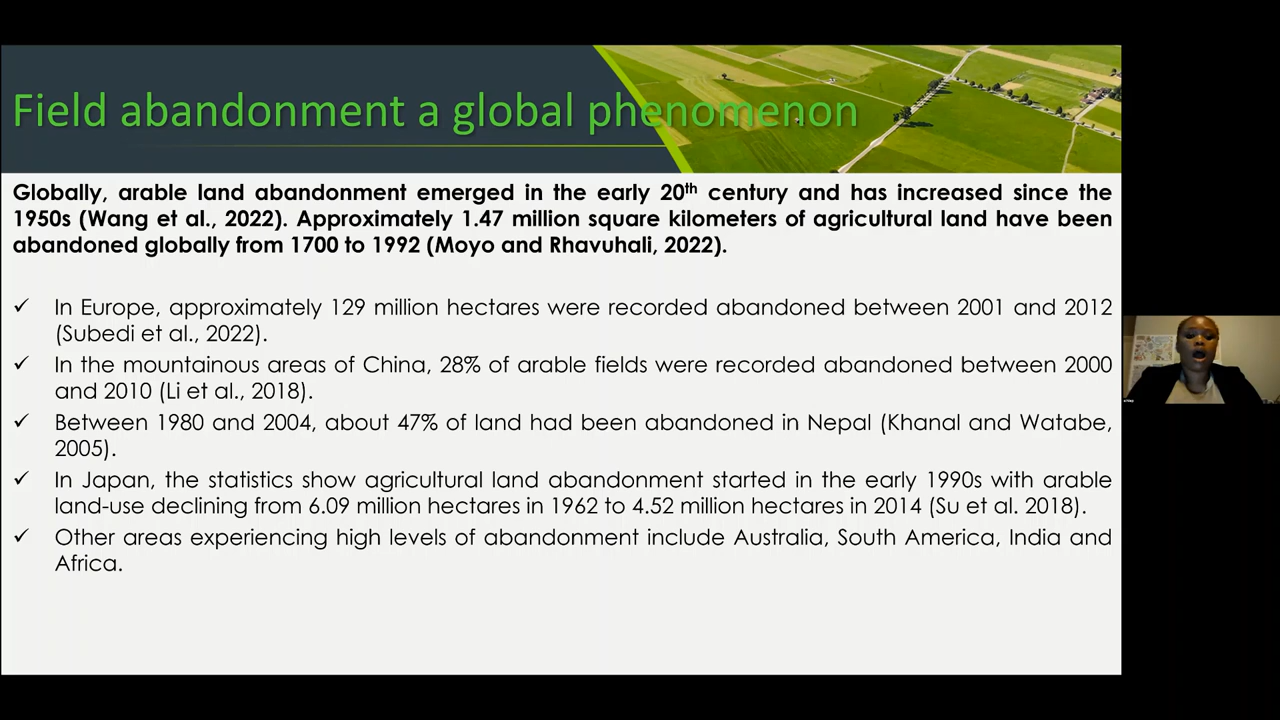 Field abandonment a global phenomenon
Globally, arable land abandonment emerged in the early 20th century and has increased since the
1950s (Wang et al., 2022). Approximately 1.47 million square kilometers of agricultural land have been
abandoned globally from 1700 to 1992 (Moyo and Rhavuhali, 2022).
✓ In Europe, approximately 129 million hectares were recorded abandoned between 2001 and 2012
(Subedi et al., 2022).
✓ In the mountainous areas of China, 28% of arable fields were recorded abandoned between 2000
and 2010 (Li et al., 2018).
✓ Between 1980 and 2004, about 47% of land had been abandoned in Nepal (Khanal and Watabe,
2005).
✓ In Japan, the statistics show agricultural land abandonment started in the early 1990s with arable
land-use declining from 6.09 million hectares in 1962 to 4.52 million hectares in 2014 (Su et al. 2018).
✓ Other areas experiencing high levels of abandonment include Australia, South America, India and
Africa.